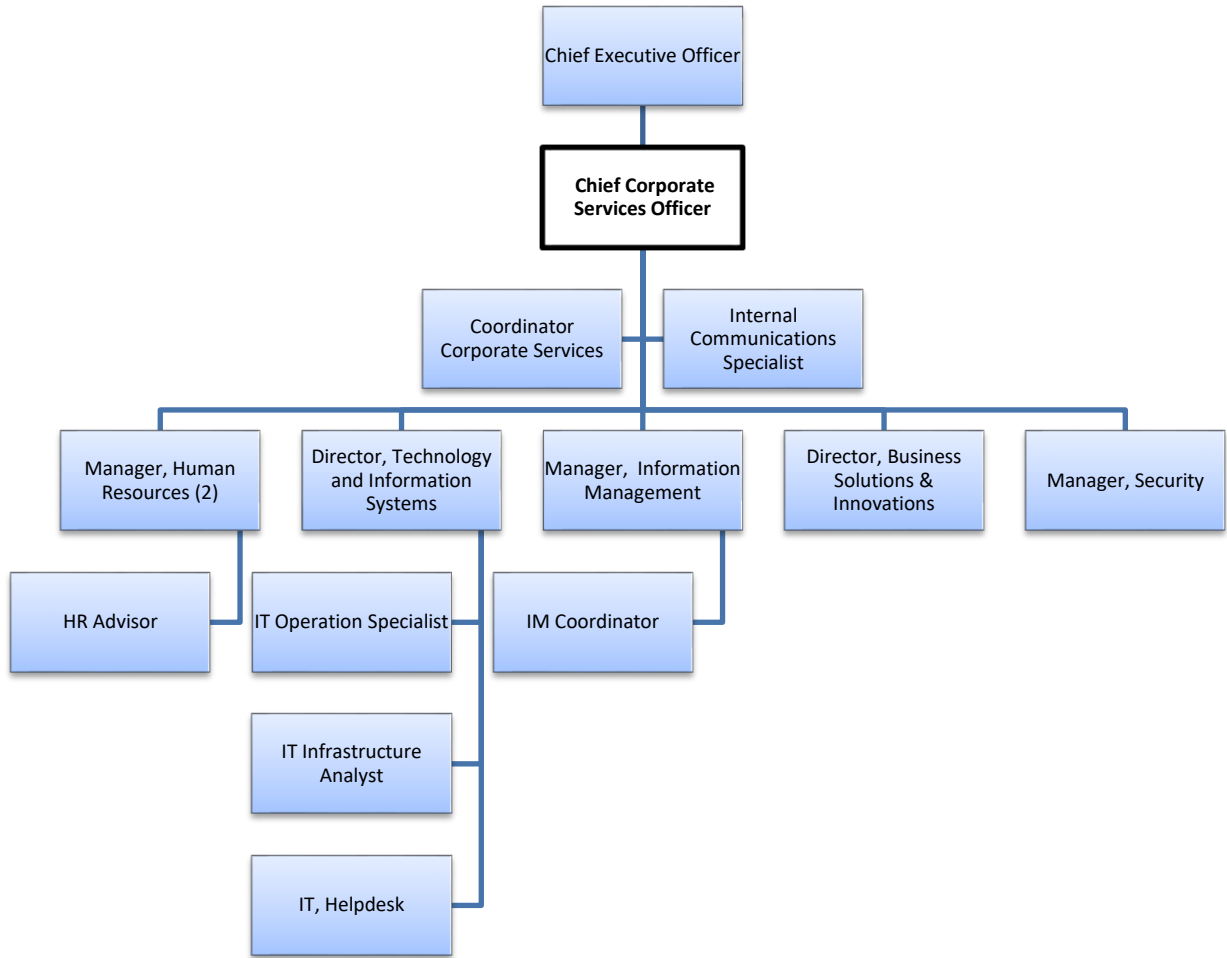 Chief Executive Officer
Chief Corporate
Services Officer
Coordinator
Corporate Services
Internal
Communications
Specialist
Manager, Human
Resources (2)
Director, Technology
and Information
Systems
Manager, Information
Management
Director, Business
Solutions &
Innovations
Manager, Security
HR Advisor
IT Operation Specialist
IM Coordinator
IT Infrastructure
Analyst
IT, Helpdesk